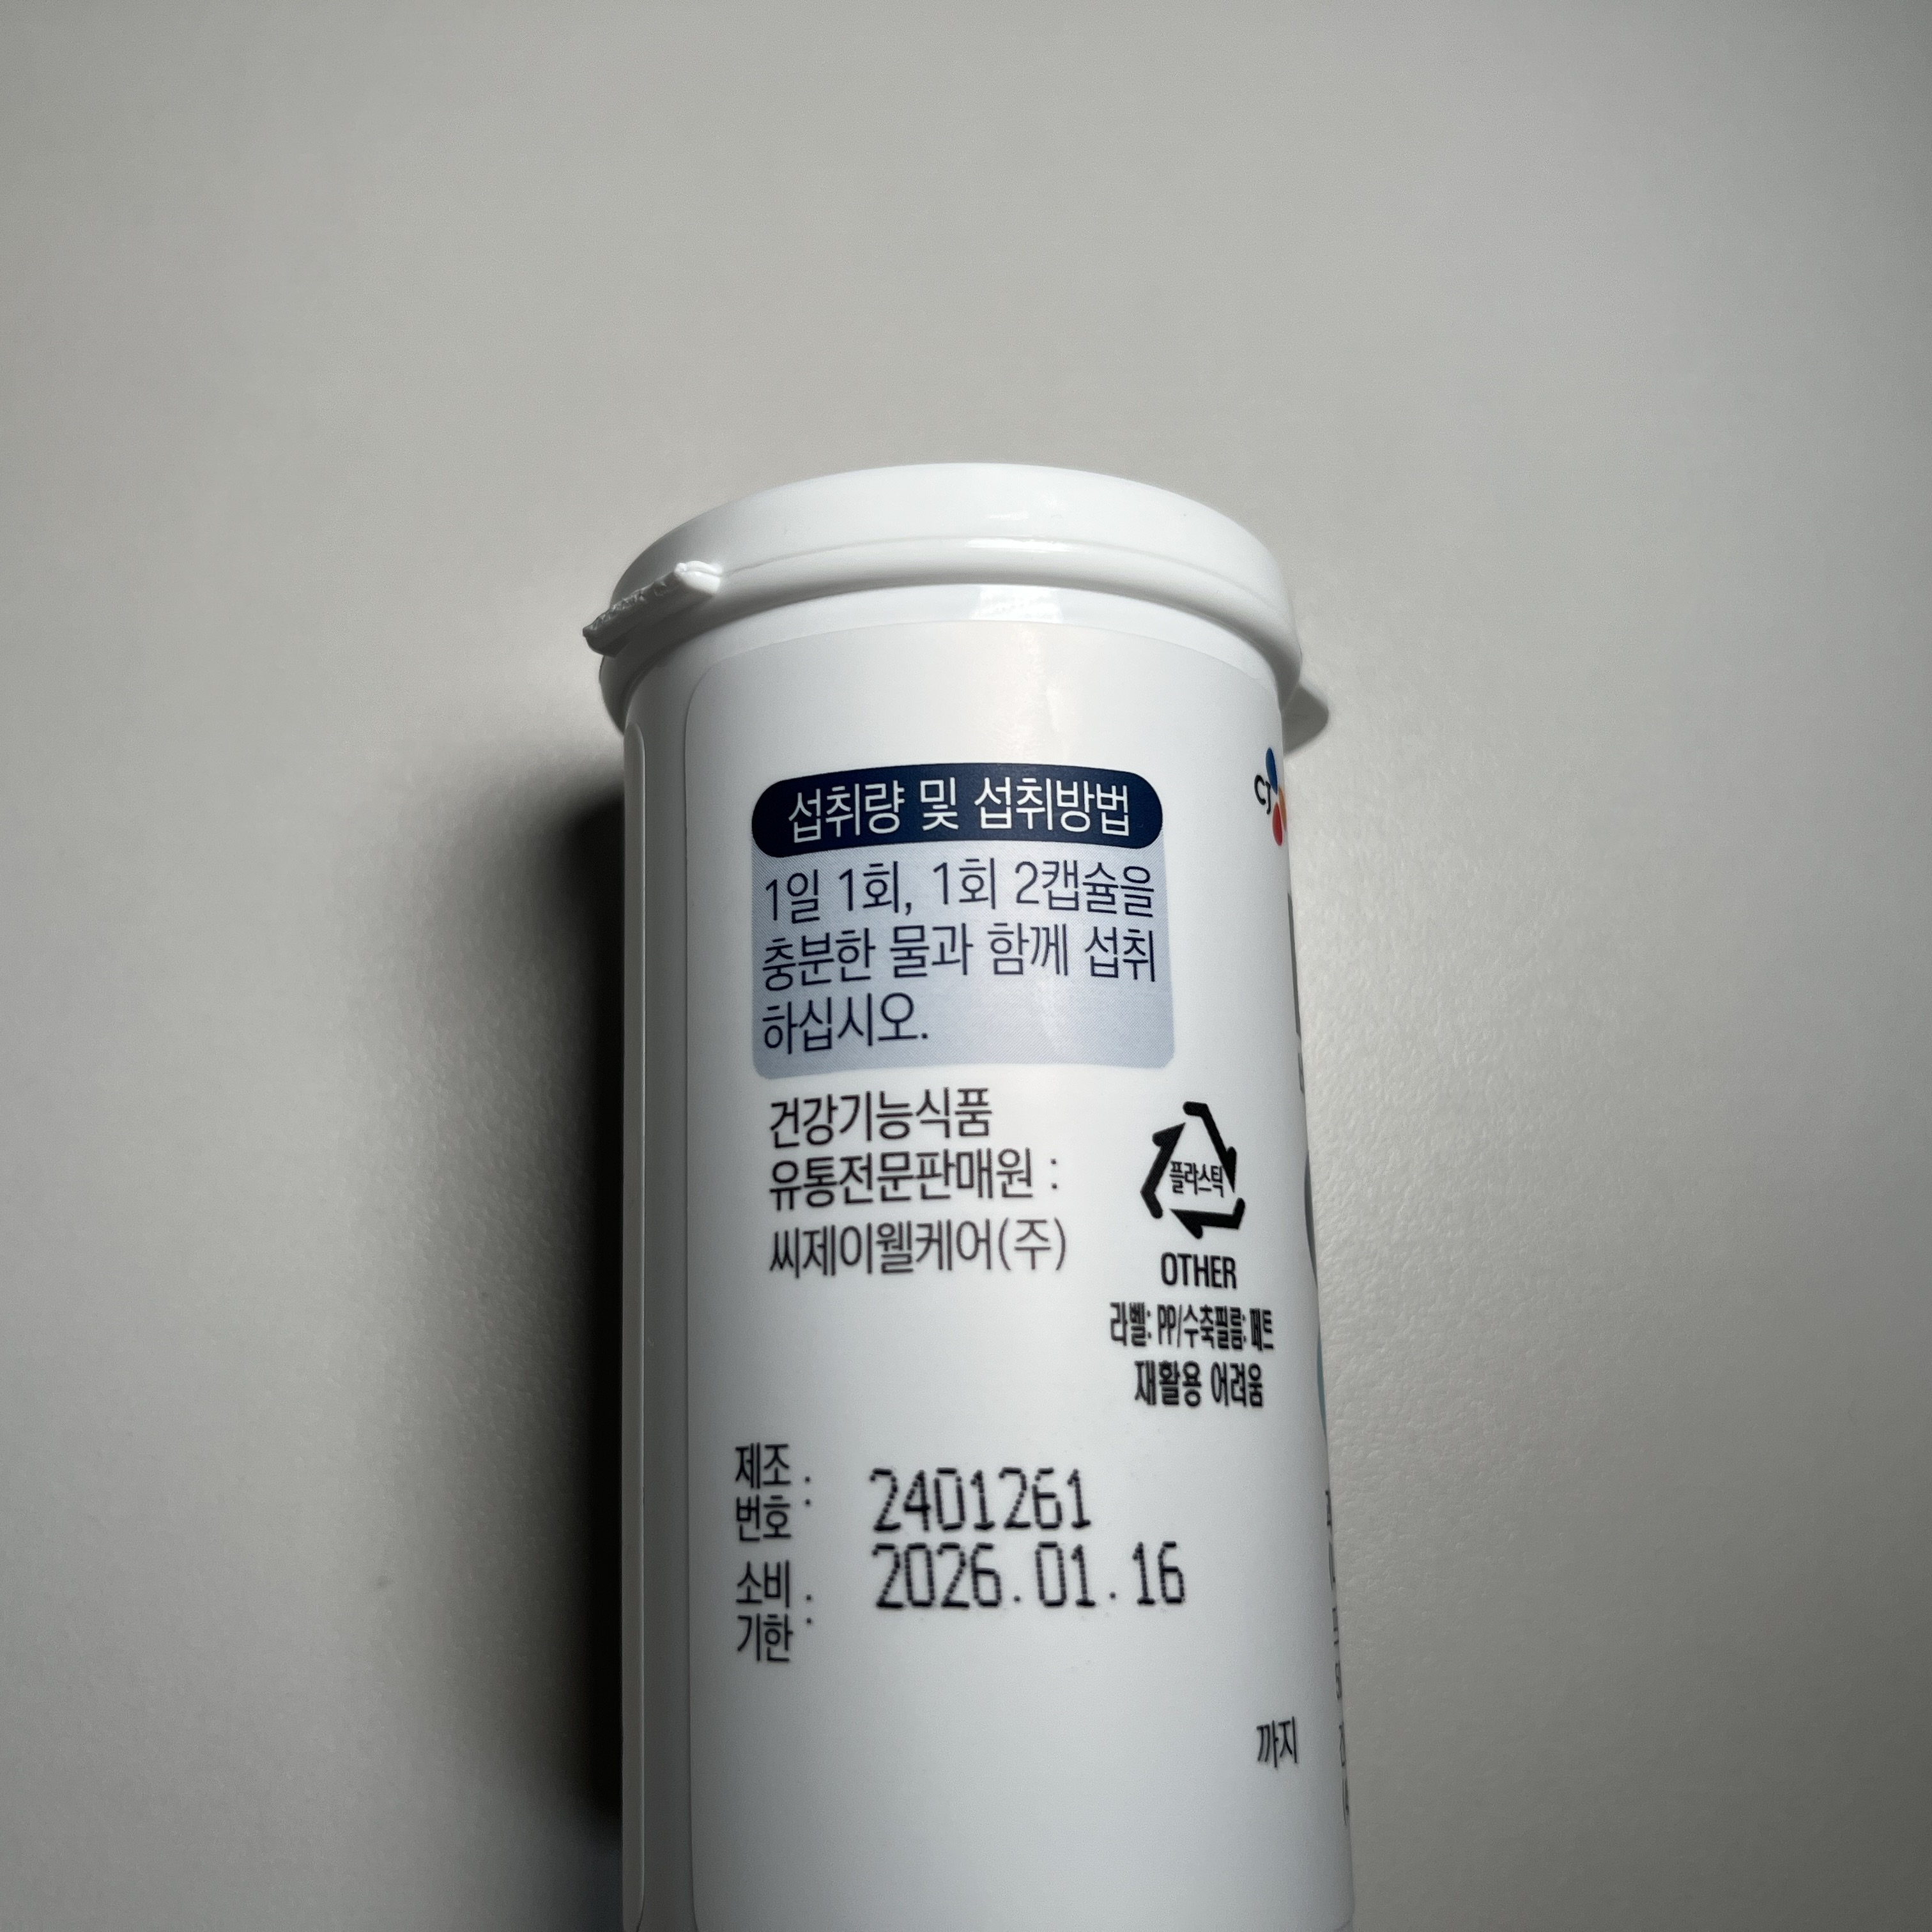 CJ
섭취량 및 섭취방법
1일 1회, 1회 2캡슐을
충분한 물과 함께 섭취
하십시오.
건강기능식품
유통전문판매원 :
씨제이웰케어(주)
플라스틱
OTHER
라벨: PP/수축필름: 페트
재활용 어려움
제조번호 : 2401261
소비기한 : 2026.01.16
까지